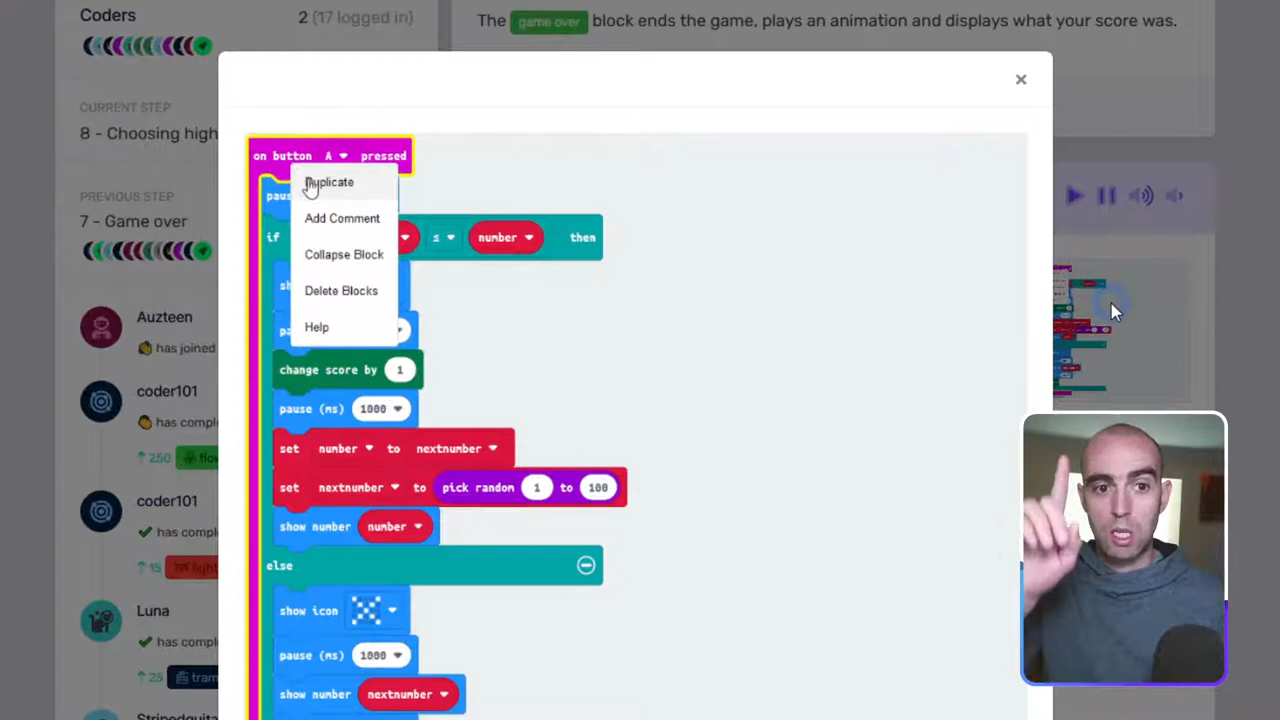 Coders
2 (17 logged in)
The game over block ends the game, plays an animation and displays what your score was.
CURRENT STEP
8 - Choosing high
PREVIOUS STEP
7 - Game over
Auzteen
has joined
coder101
has comple
250
coder101
has comple
15
Luna
has comple
25
×
on button A pressed
Duplicate
Add Comment
Collapse Block
Delete Blocks
Help
if
≤ number then
change score by 1
pause (ms) 1000
set number to nextnumber
set nextnumber to pick random 1 to 100
show number number
else
show icon
pause (ms) 1000
show number nextnumber